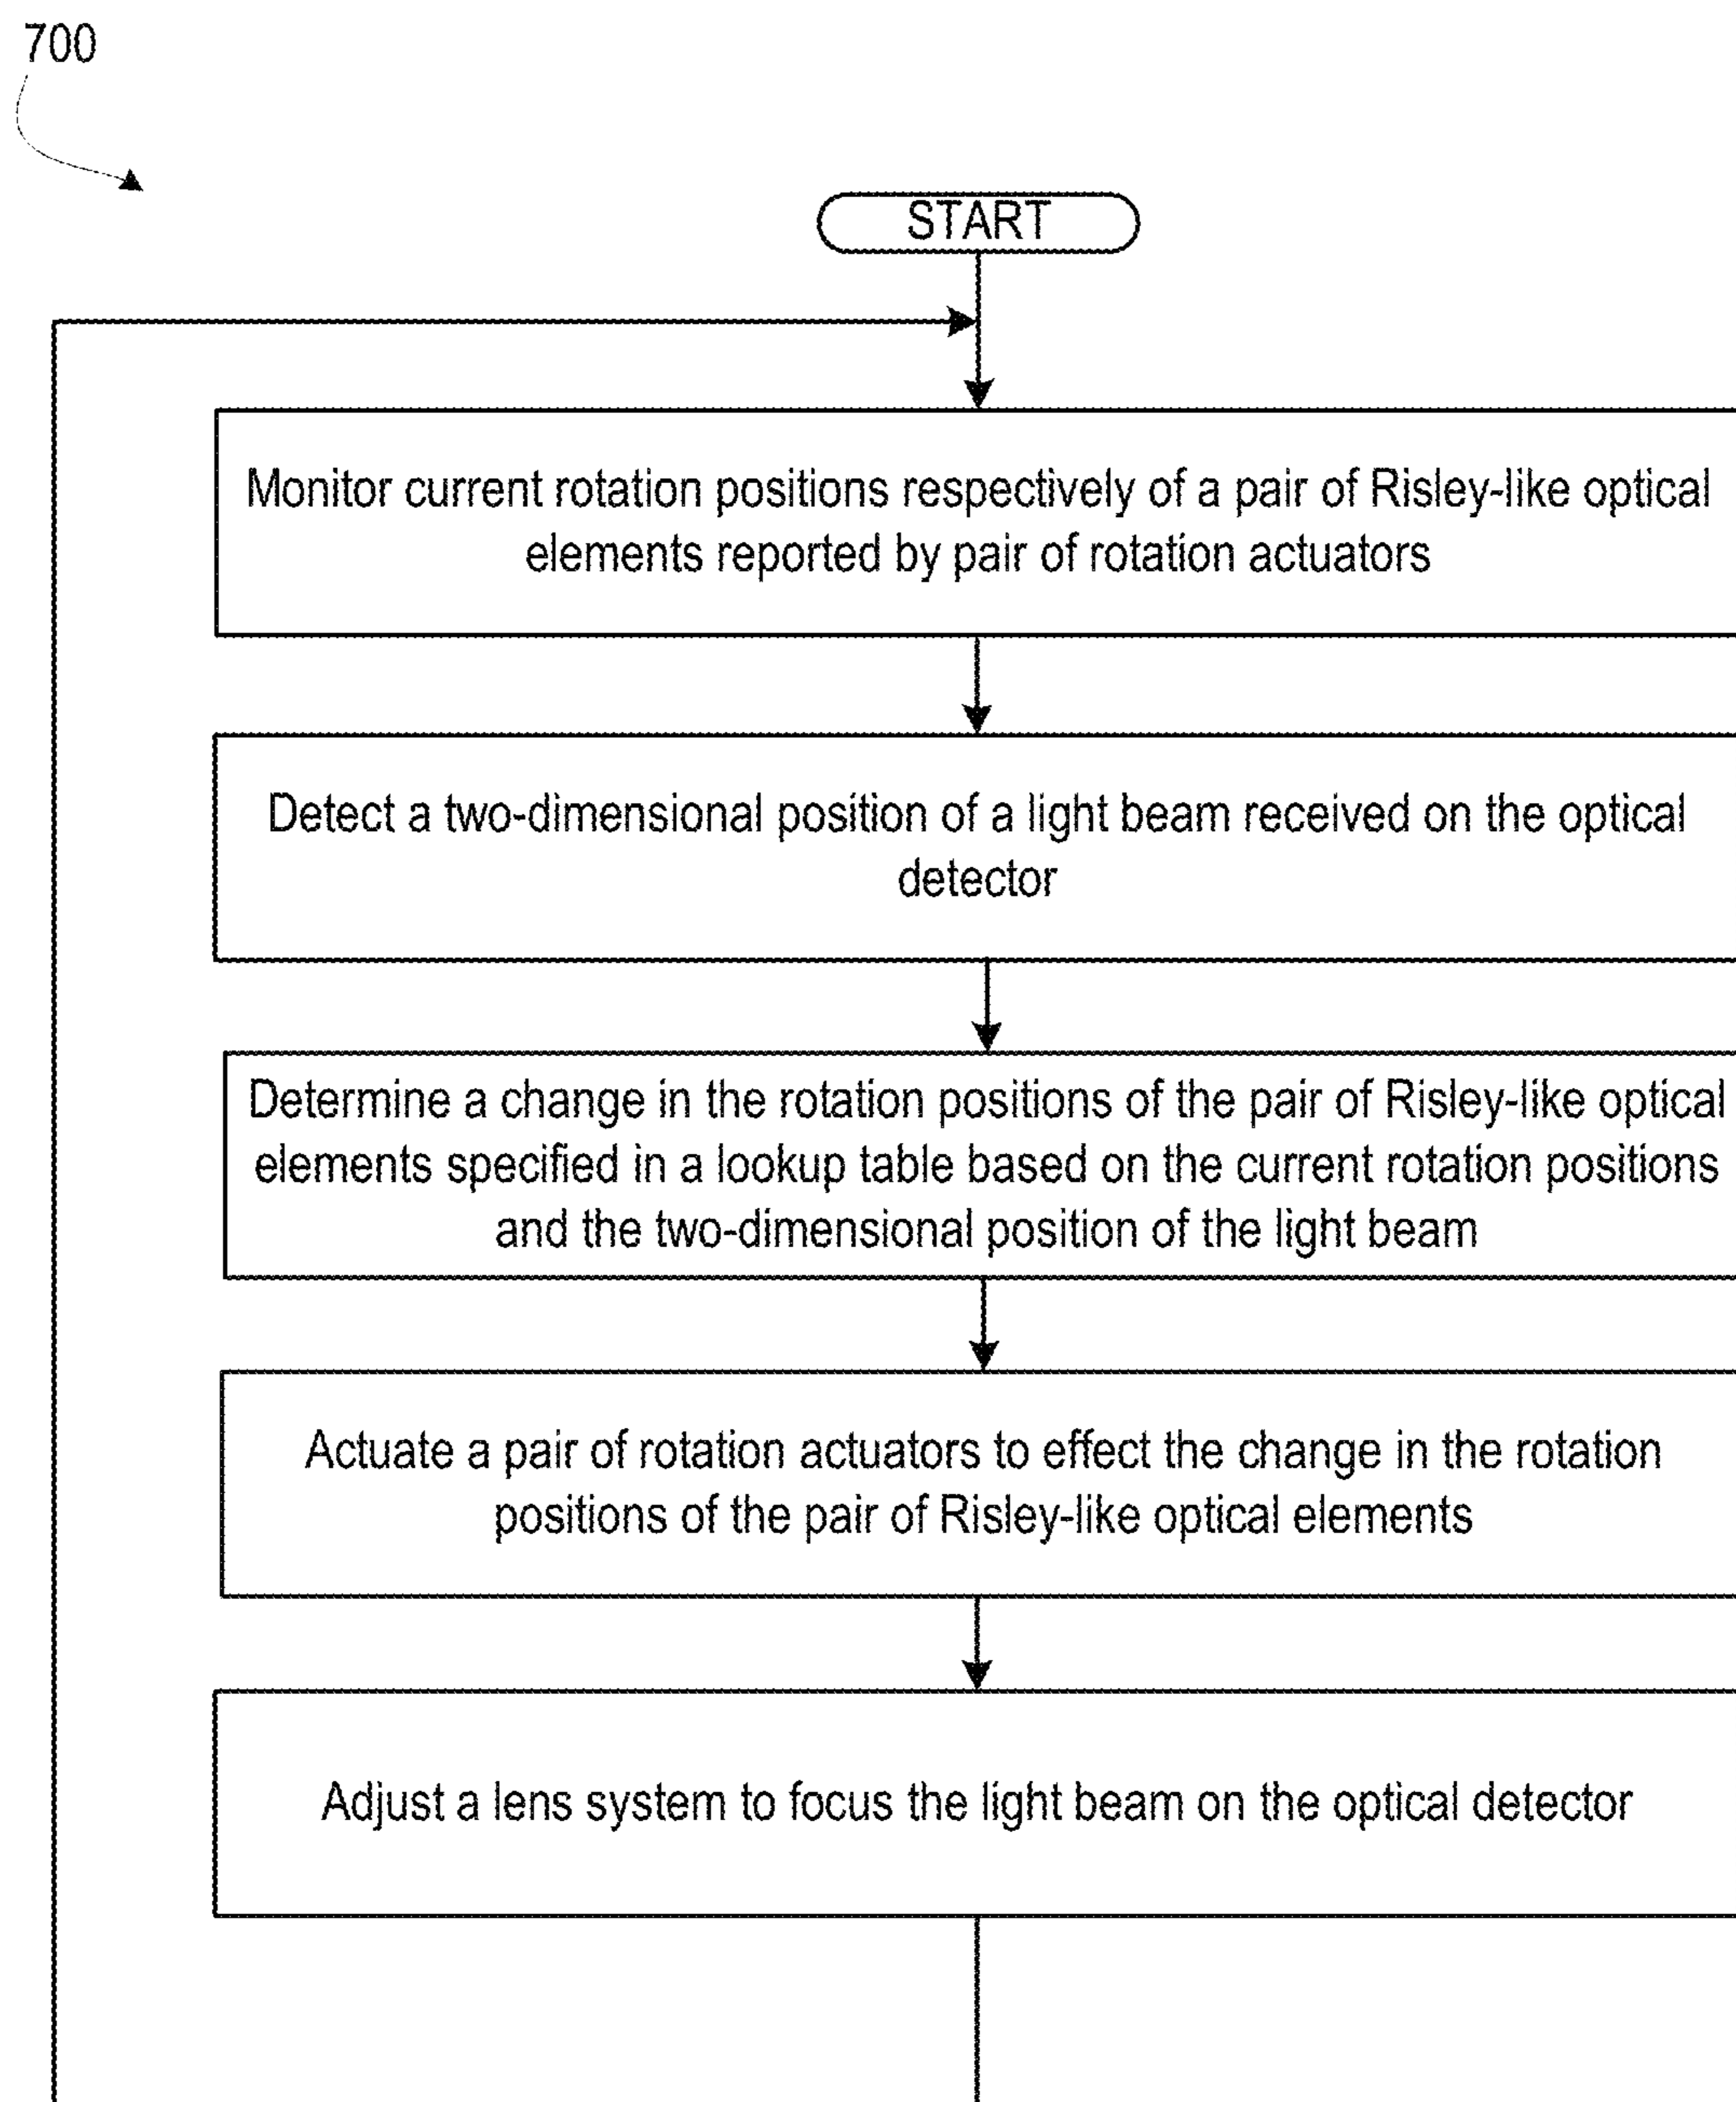 700
START
Monitor current rotation positions respectively of a pair of Risley-like optical
elements reported by pair of rotation actuators
Detect a two-dimensional position of a light beam received on the optical
detector
Determine a change in the rotation positions of the pair of Risley-like optical
elements specified in a lookup table based on the current rotation positions
and the two-dimensional position of the light beam
Actuate a pair of rotation actuators to effect the change in the rotation
positions of the pair of Risley-like optical elements
Adjust a lens system to focus the light beam on the optical detector